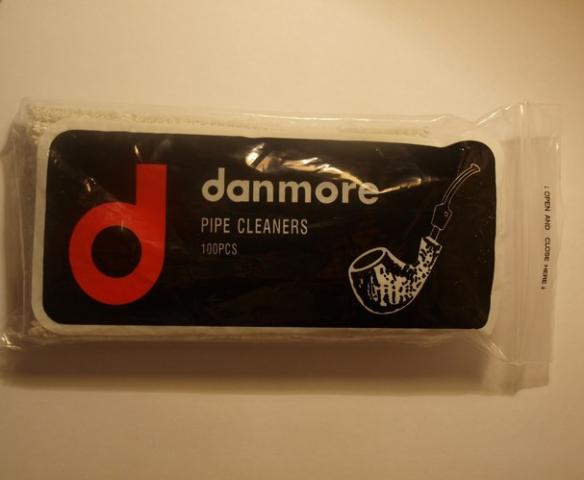 d
danmore
PIPE CLEANERS
100PCS
↓ OPEN AND CLOSE HERE ↓